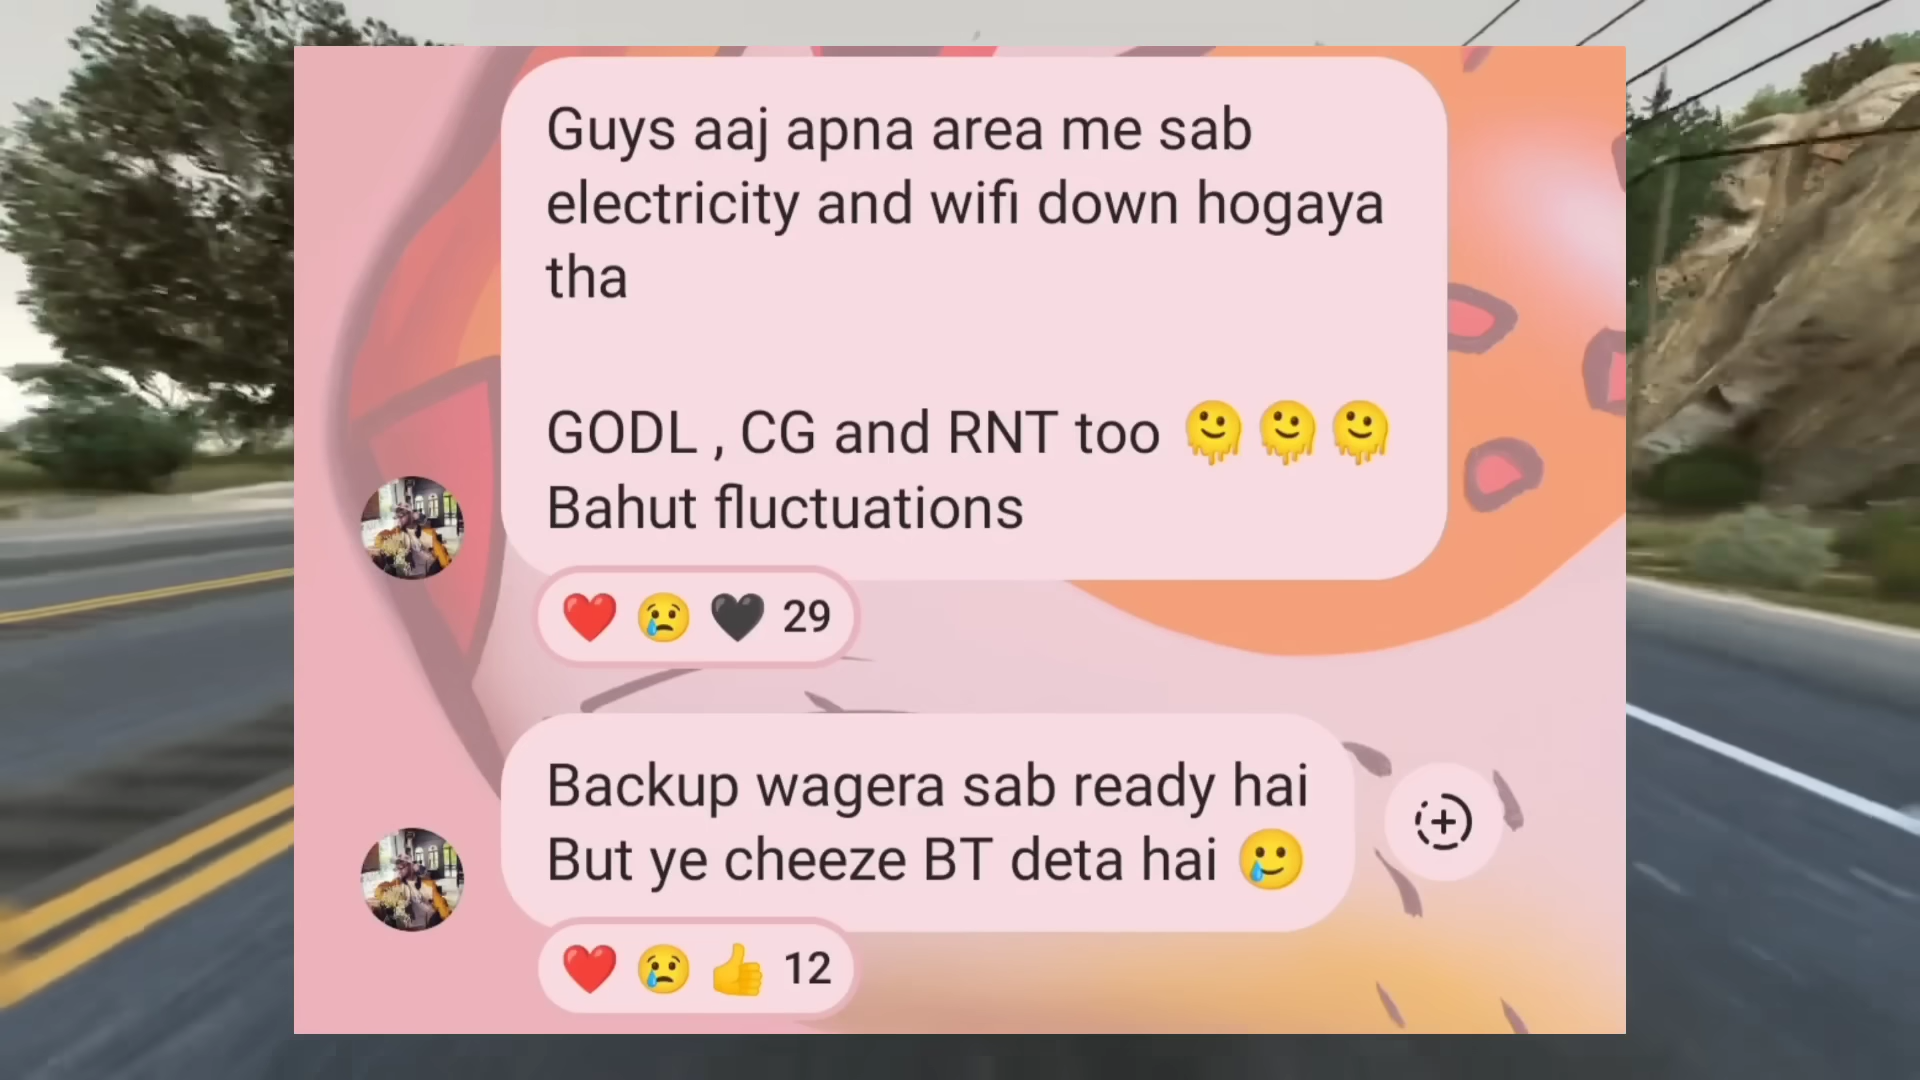 Guys aaj apna area me sab
electricity and wifi down hogaya
tha
GODL , CG and RNT too 🫠🫠🫠
Bahut fluctuations
❤️😢🖤 29
Backup wagera sab ready hai
But ye cheeze BT deta hai 🥲
❤️😢👍 12